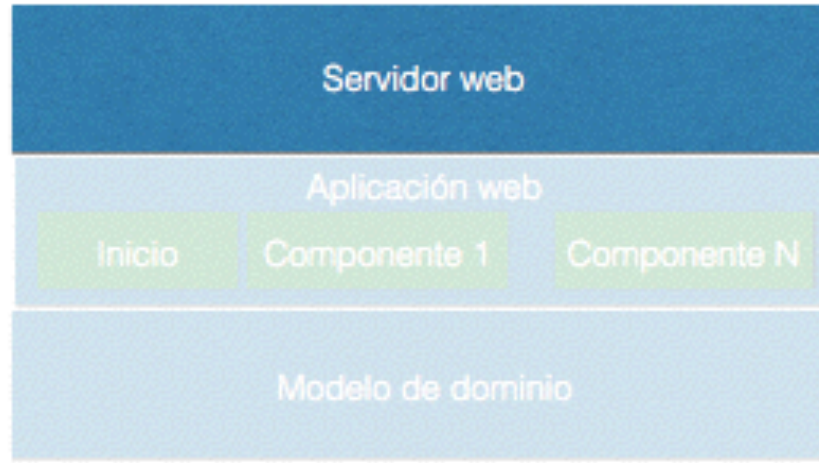 Servidor web
Aplicación web
Inicio Componente 1 Componente N
Modelo de dominio